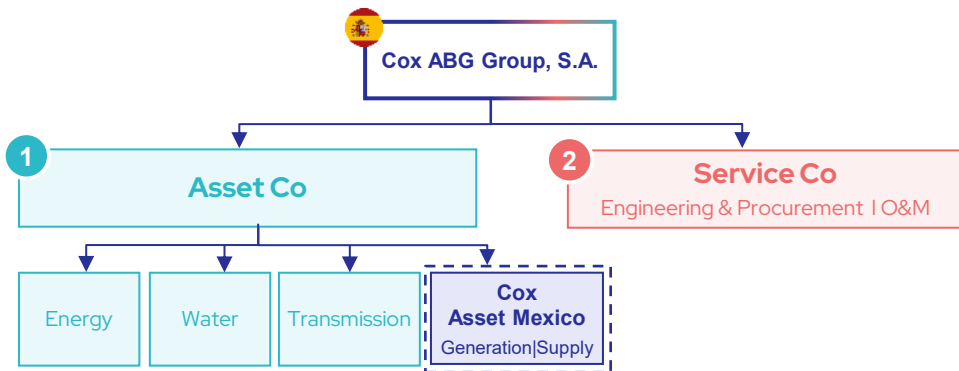 Cox ABG Group, S.A.
1
Asset Co
2
Service Co
Engineering & Procurement | O&M
Energy
Water
Transmission
Cox
Asset Mexico
Generation|Supply